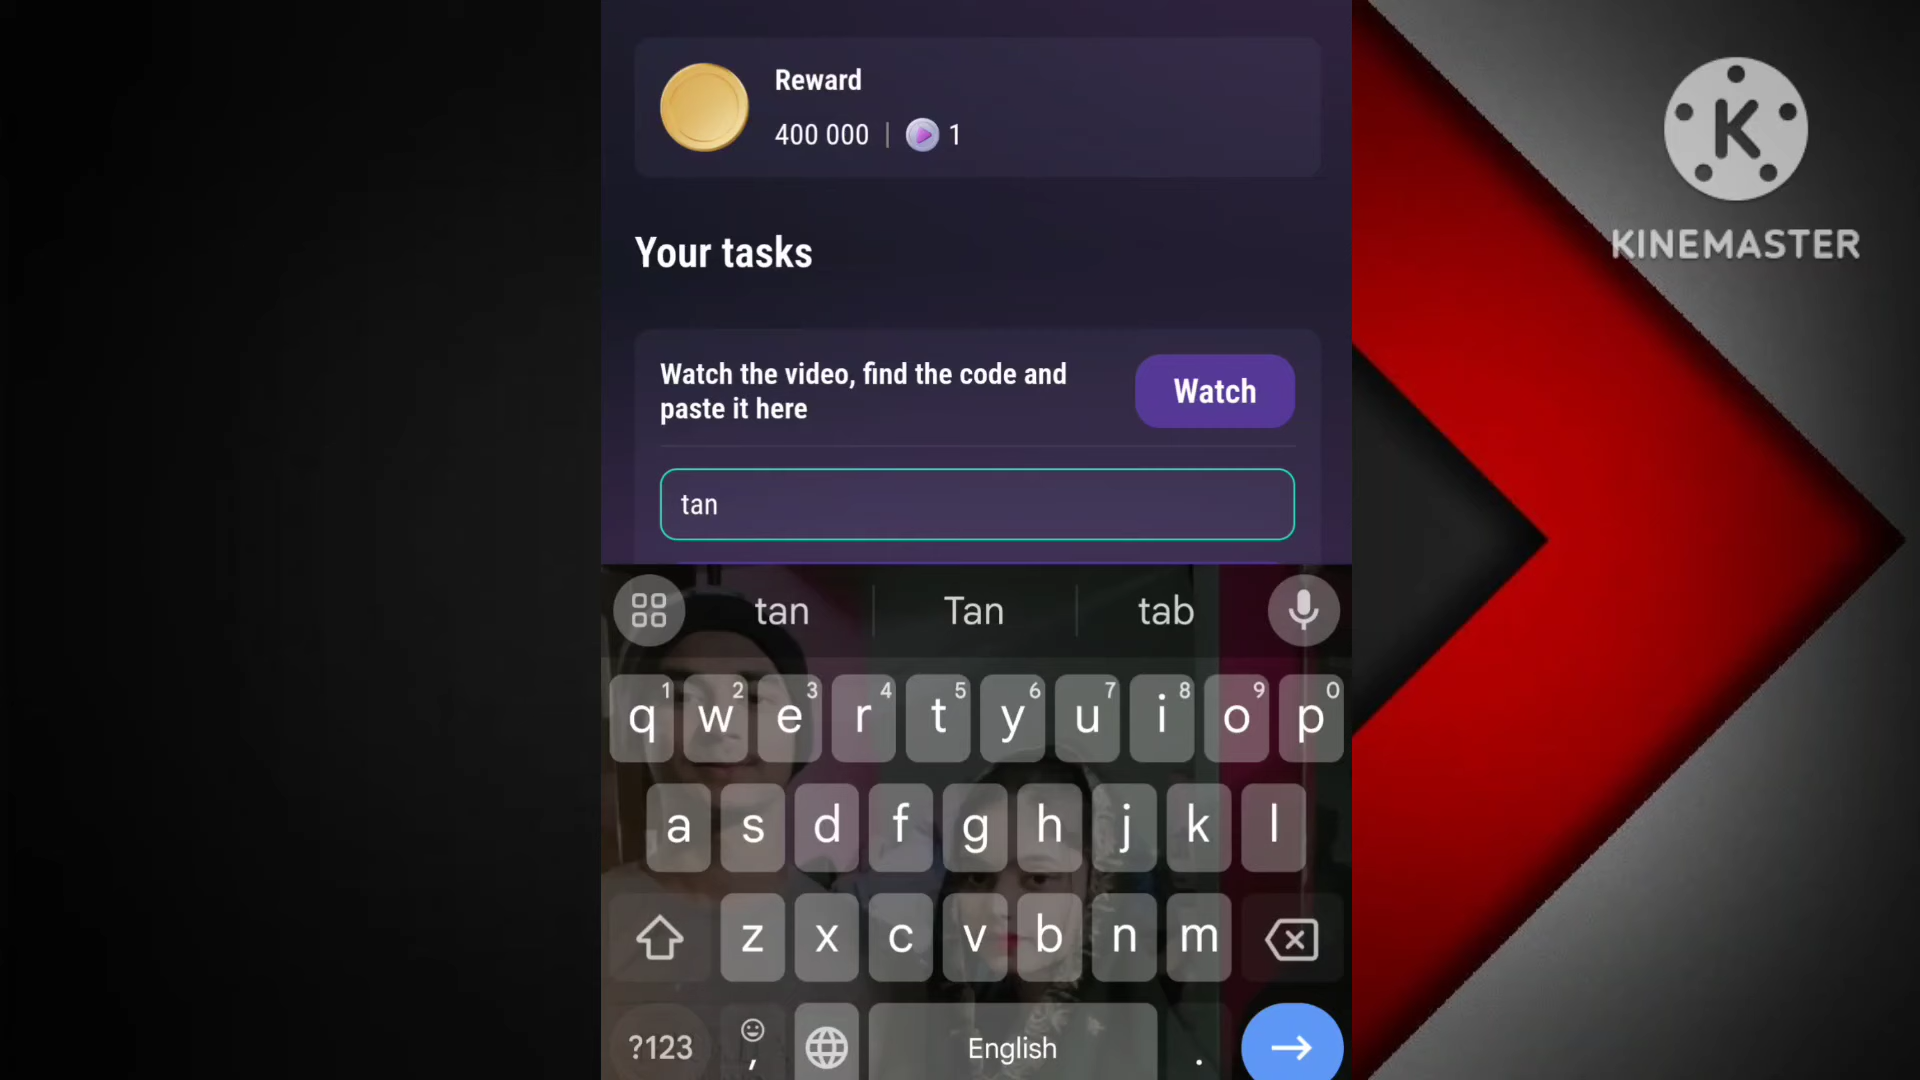 Reward
400 000 | 1
Your tasks
Watch the video, find the code and
paste it here
Watch
tan
tan Tan tab
1 2 3 4 5 6 7 8 9 0
q w e r t y u i o p
a s d f g h j k l
z x c v b n m
?123 , English .
K
KINEMASTER